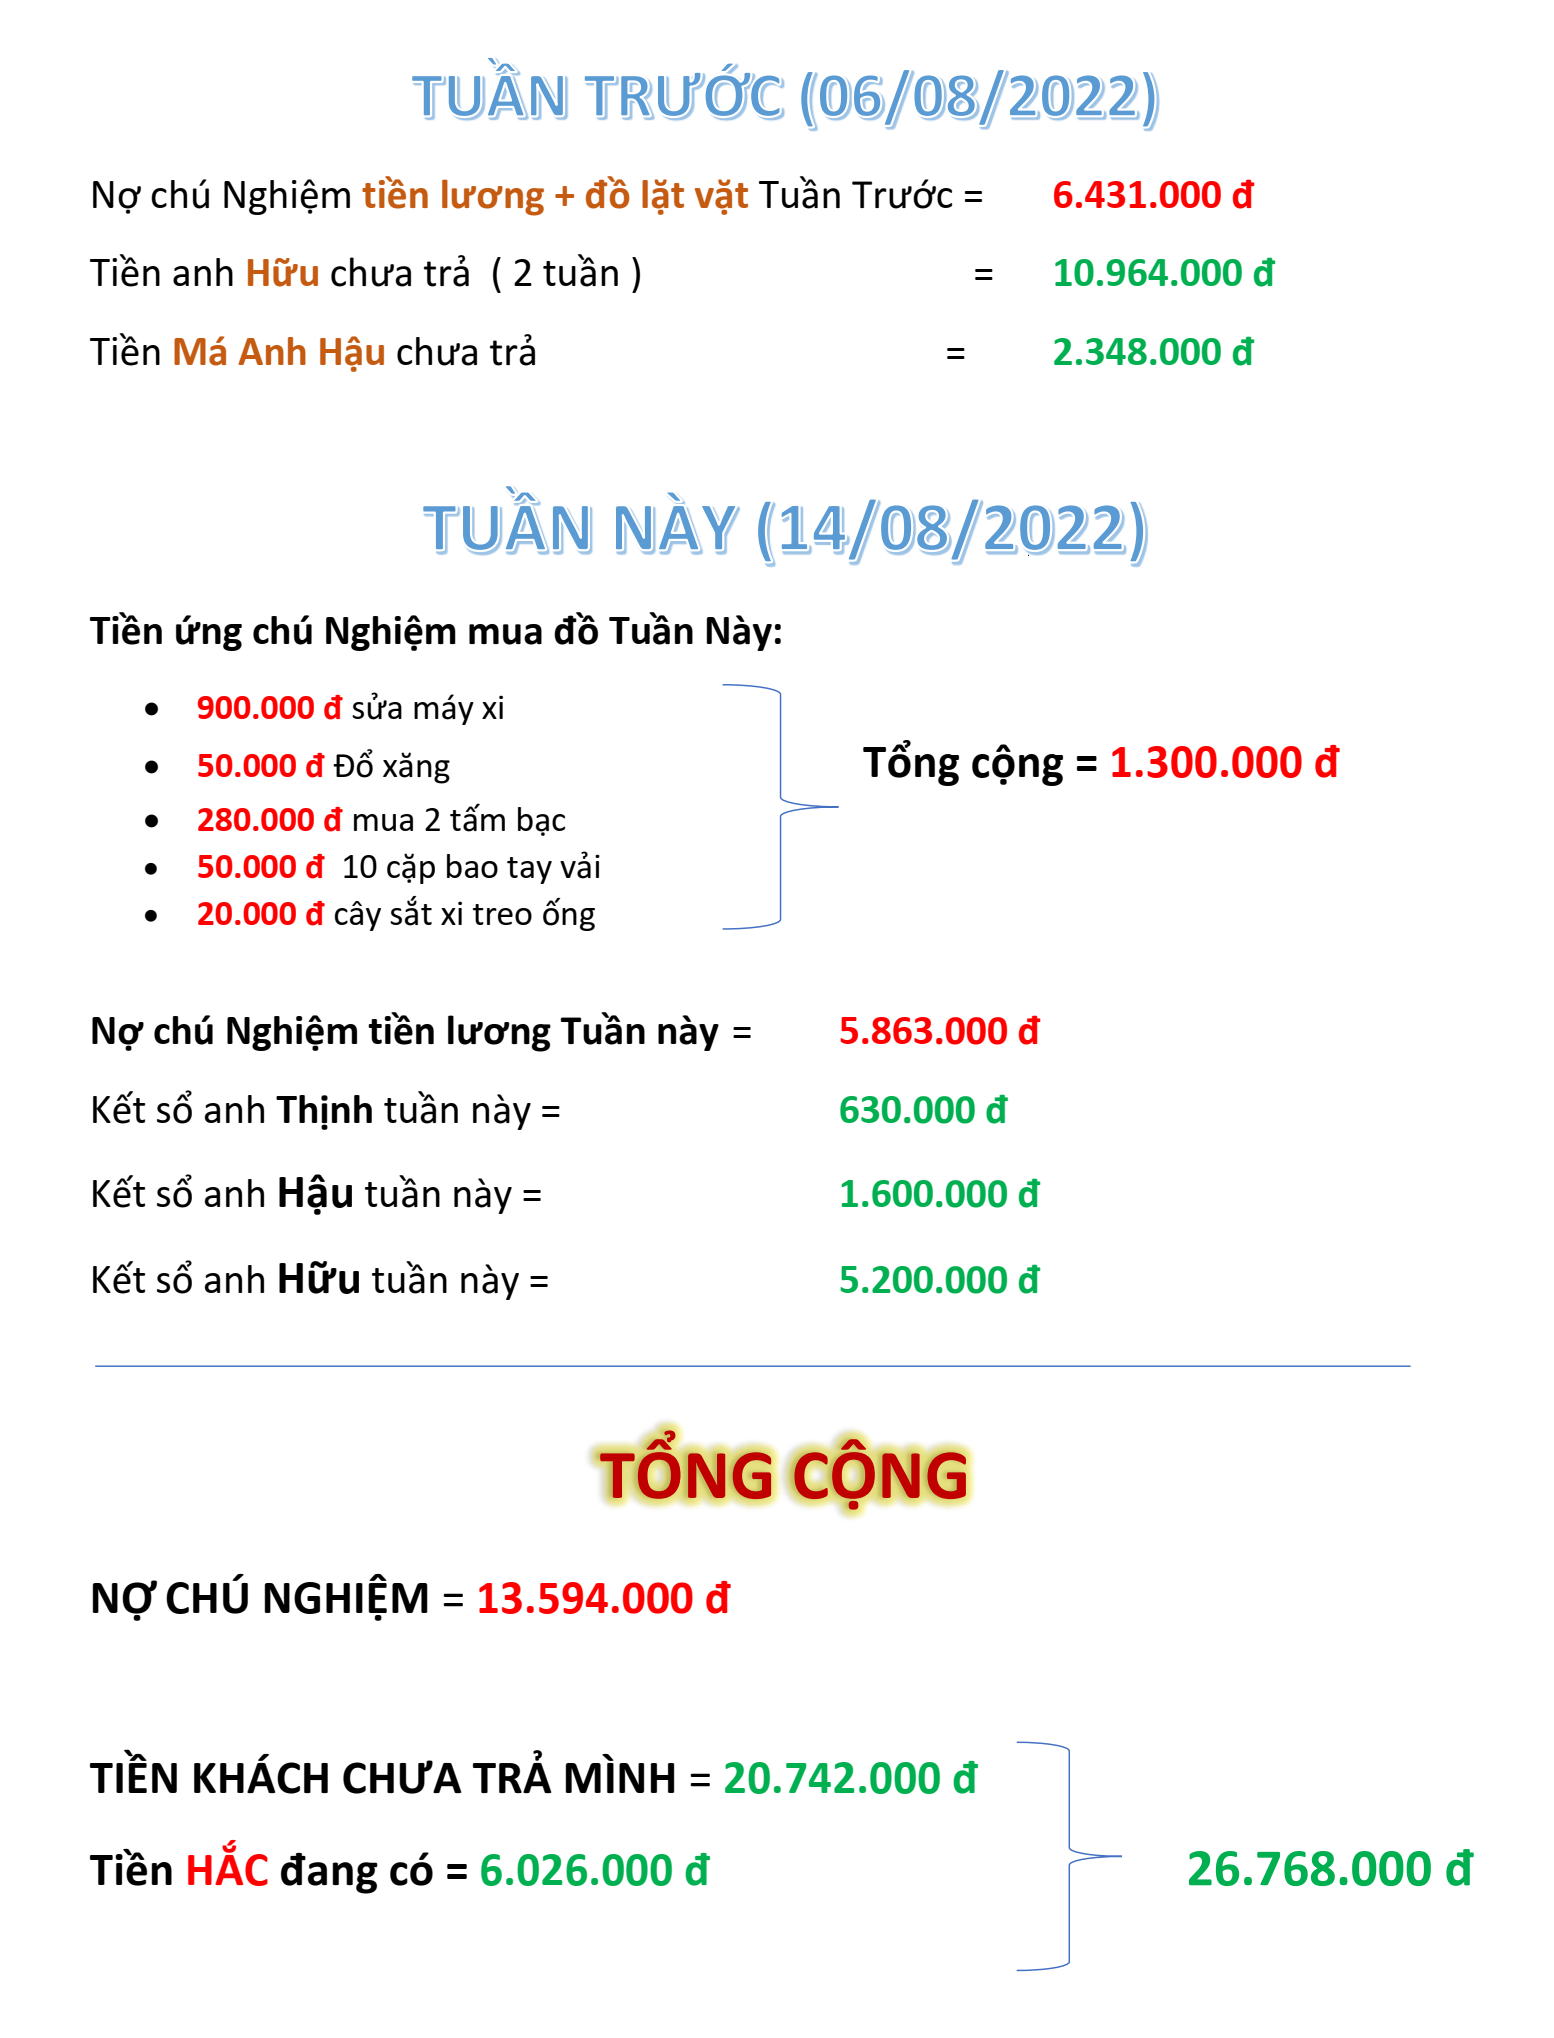 TUẦN TRƯỚC (06/08/2022)
Nợ chú Nghiệm tiền lương + đồ lặt vặt Tuần Trước = 6.431.000 đ
Tiền anh Hữu chưa trả ( 2 tuần ) = 10.964.000 đ
Tiền Má Anh Hậu chưa trả = 2.348.000 đ
TUẦN NÀY (14/08/2022)
Tiền ứng chú Nghiệm mua đồ Tuần Này:
• 900.000 đ sửa máy xi
• 50.000 đ Đổ xăng
Tổng cộng = 1.300.000 đ
• 280.000 đ mua 2 tấm bạc
• 50.000 đ 10 cặp bao tay vải
• 20.000 đ cây sắt xi treo ống
Nợ chú Nghiệm tiền lương Tuần này = 5.863.000 đ
Kết sổ anh Thịnh tuần này = 630.000 đ
Kết sổ anh Hậu tuần này = 1.600.000 đ
Kết sổ anh Hữu tuần này = 5.200.000 đ
TỔNG CỘNG
NỢ CHÚ NGHIỆM = 13.594.000 đ
TIỀN KHÁCH CHƯA TRẢ MÌNH = 20.742.000 đ
Tiền HẮC đang có = 6.026.000 đ 26.768.000 đ